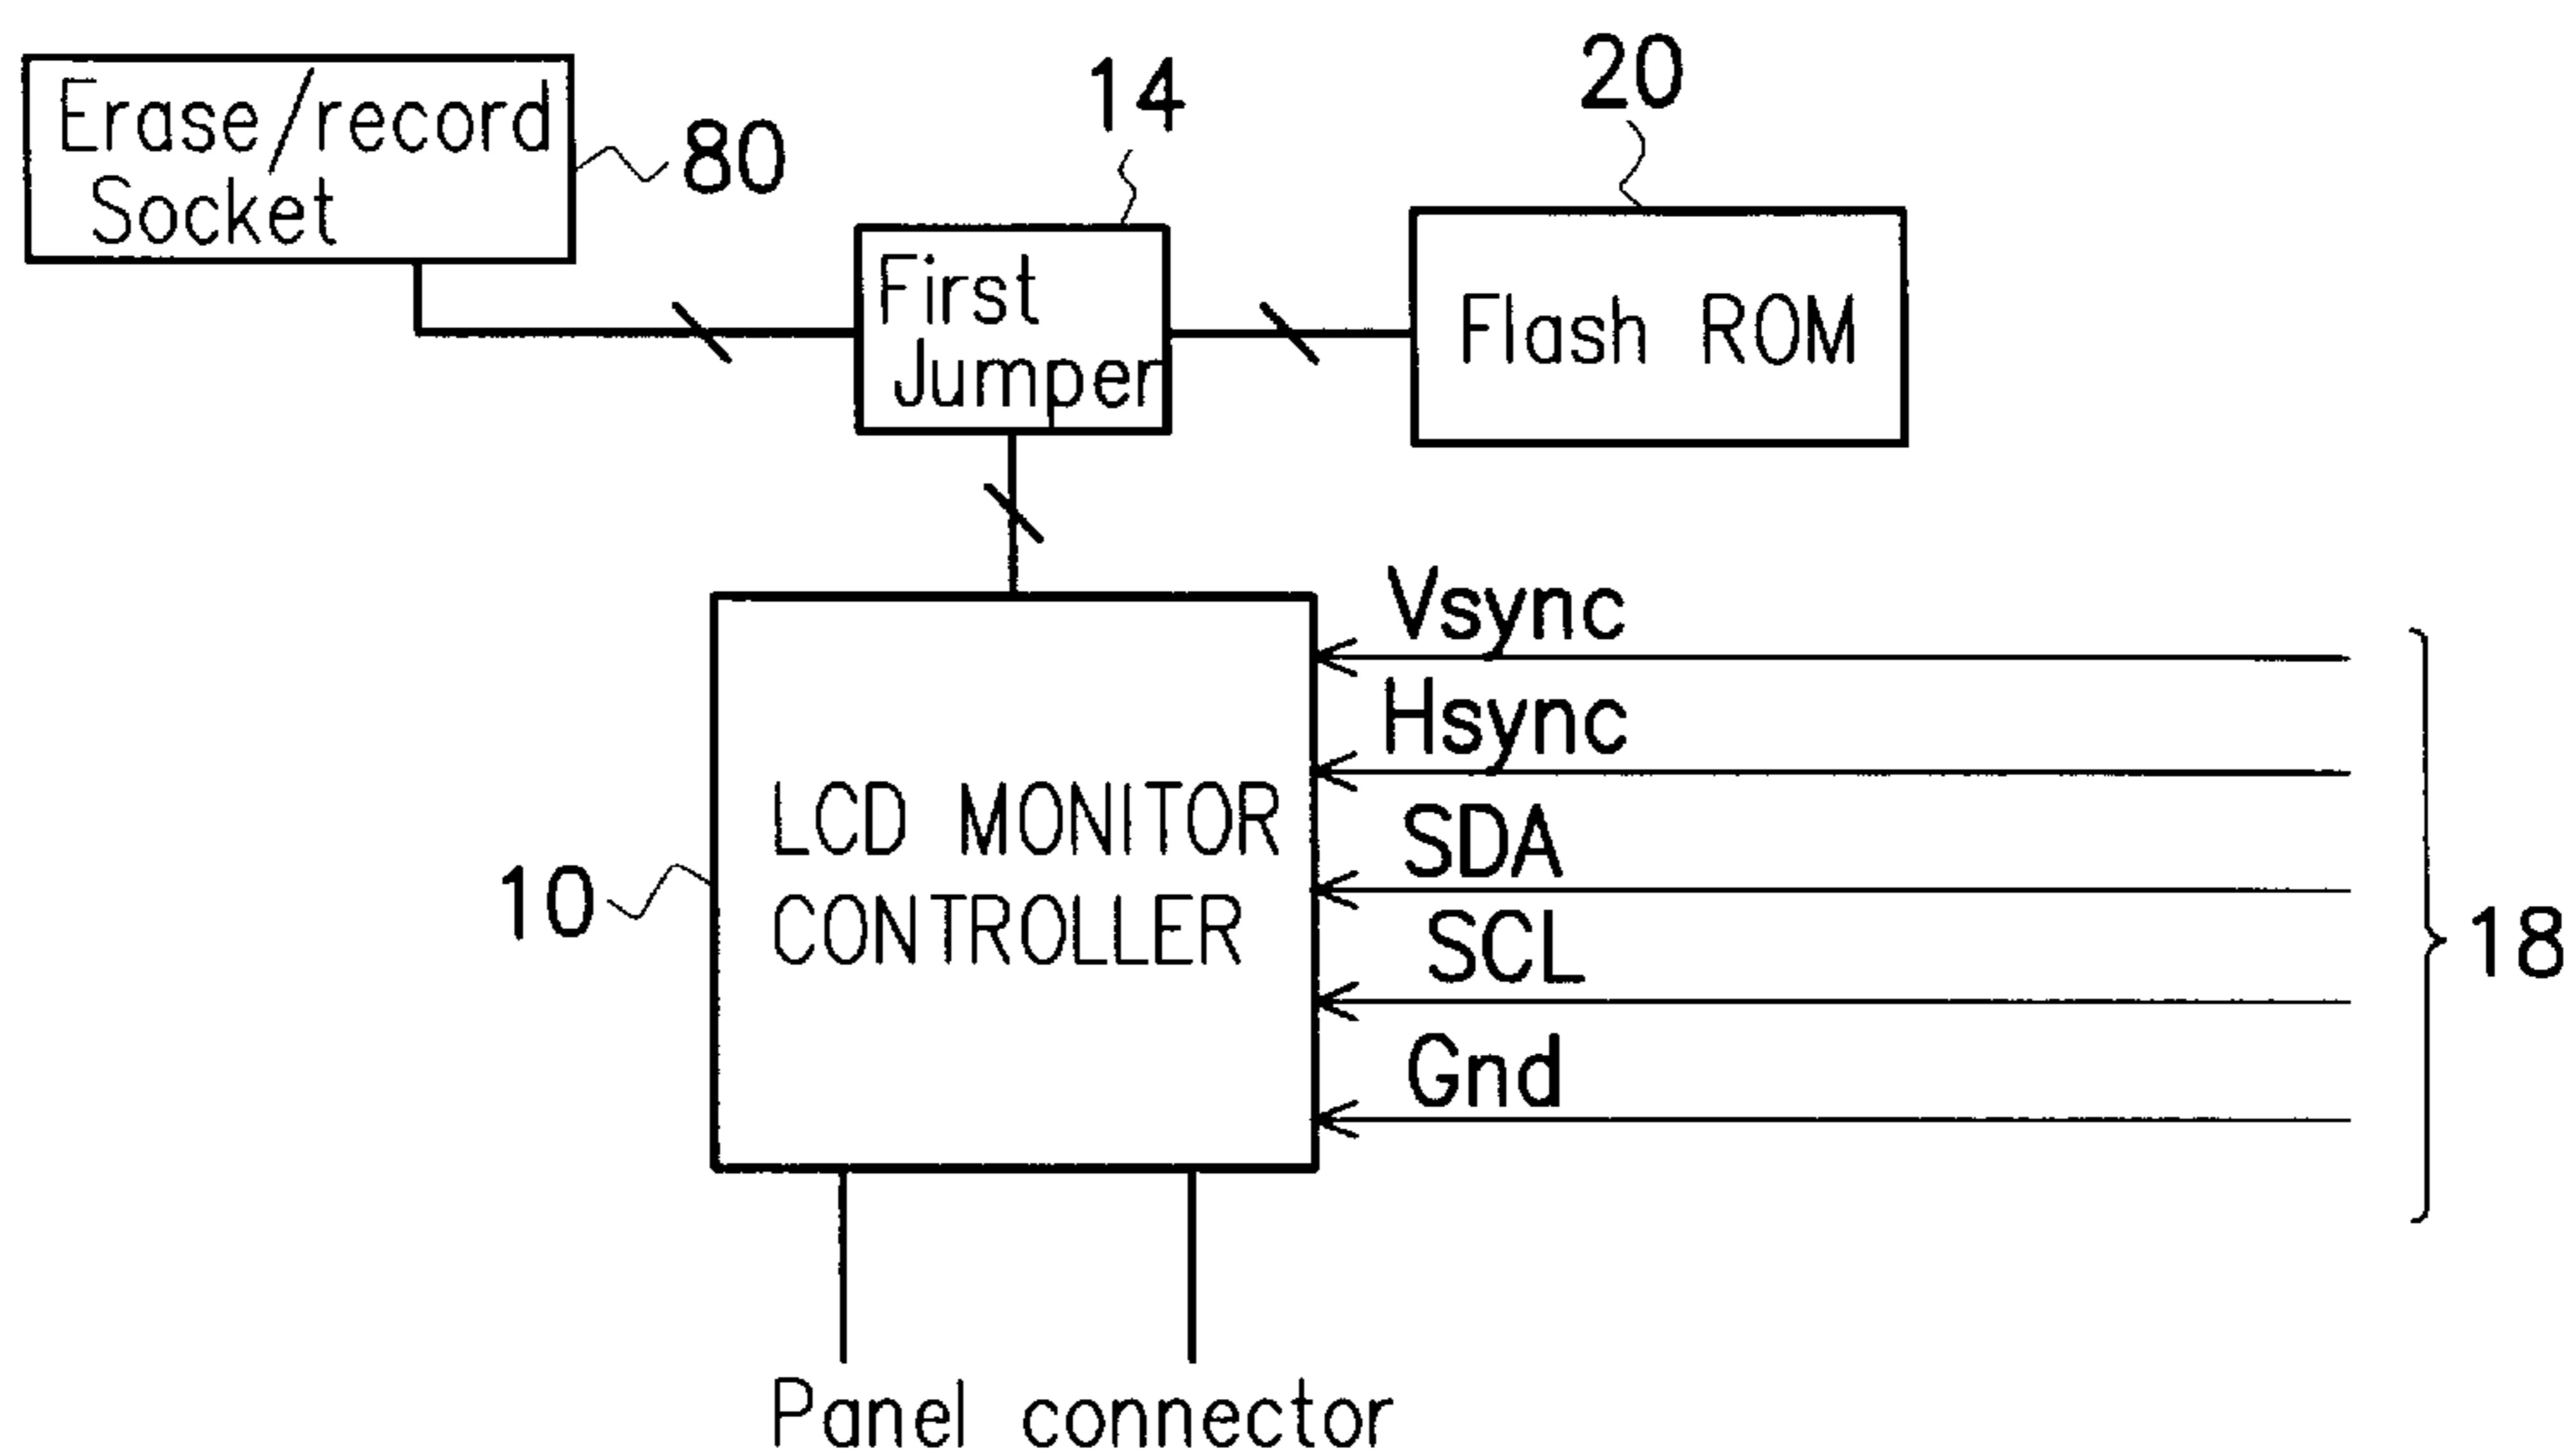 Erase/record
Socket
80
14
20
First
Jumper
Flash ROM
Vsync
Hsync
SDA
SCL
Gnd
18
LCD MONITOR
CONTROLLER
10
Panel connector